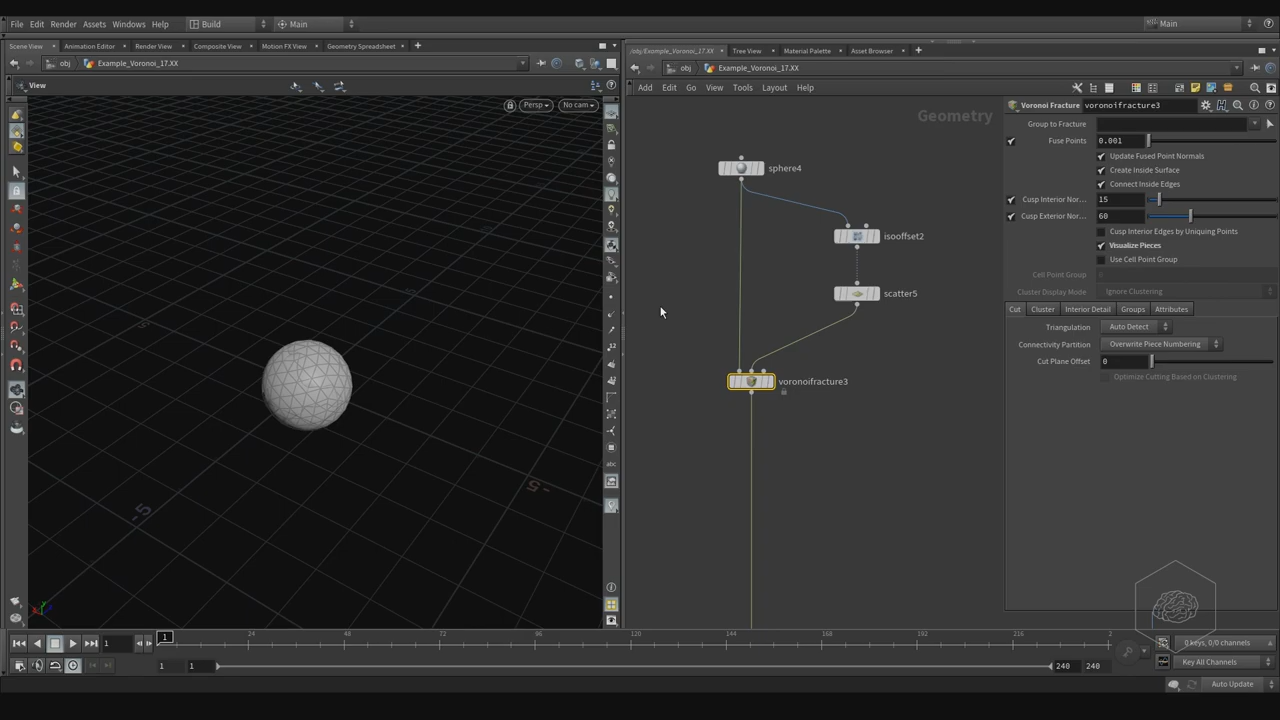 File Edit Render Assets Windows Help Build Main Main
Scene View Animation Editor Render View Composite View Motion FX View Geometry Spreadsheet
/obj/Example_Voronoi_17.XX Tree View Material Palette Asset Browser
obj Example_Voronoi_17.XX
obj Example_Voronoi_17.XX
View
Add Edit Go View Tools Layout Help
Persp No cam
Geometry
Voronoi Fracture voronoifracture3
Group to Fracture
Fuse Points 0.001
Update Fused Point Normals
Create Inside Surface
Connect Inside Edges
Cusp Interior Nor... 15
Cusp Exterior Nor... 60
Cusp Interior Edges by Uniquing Points
Visualize Pieces
Use Cell Point Group
Cell Point Group 0
Cluster Display Mode Ignore Clustering
Cut Cluster Interior Detail Groups Attributes
Triangulation Auto Detect
Connectivity Partition Overwrite Piece Numbering
Cut Plane Offset 0
Optimize Cutting Based on Clustering
sphere4
isooffset2
scatter5
voronoifracture3
abc
5
-5
-5
1 1 24 48 72 96 120 144 168 192 216 2
0 keys, 0/0 channels
1 1 240 240
Key All Channels
Auto Update